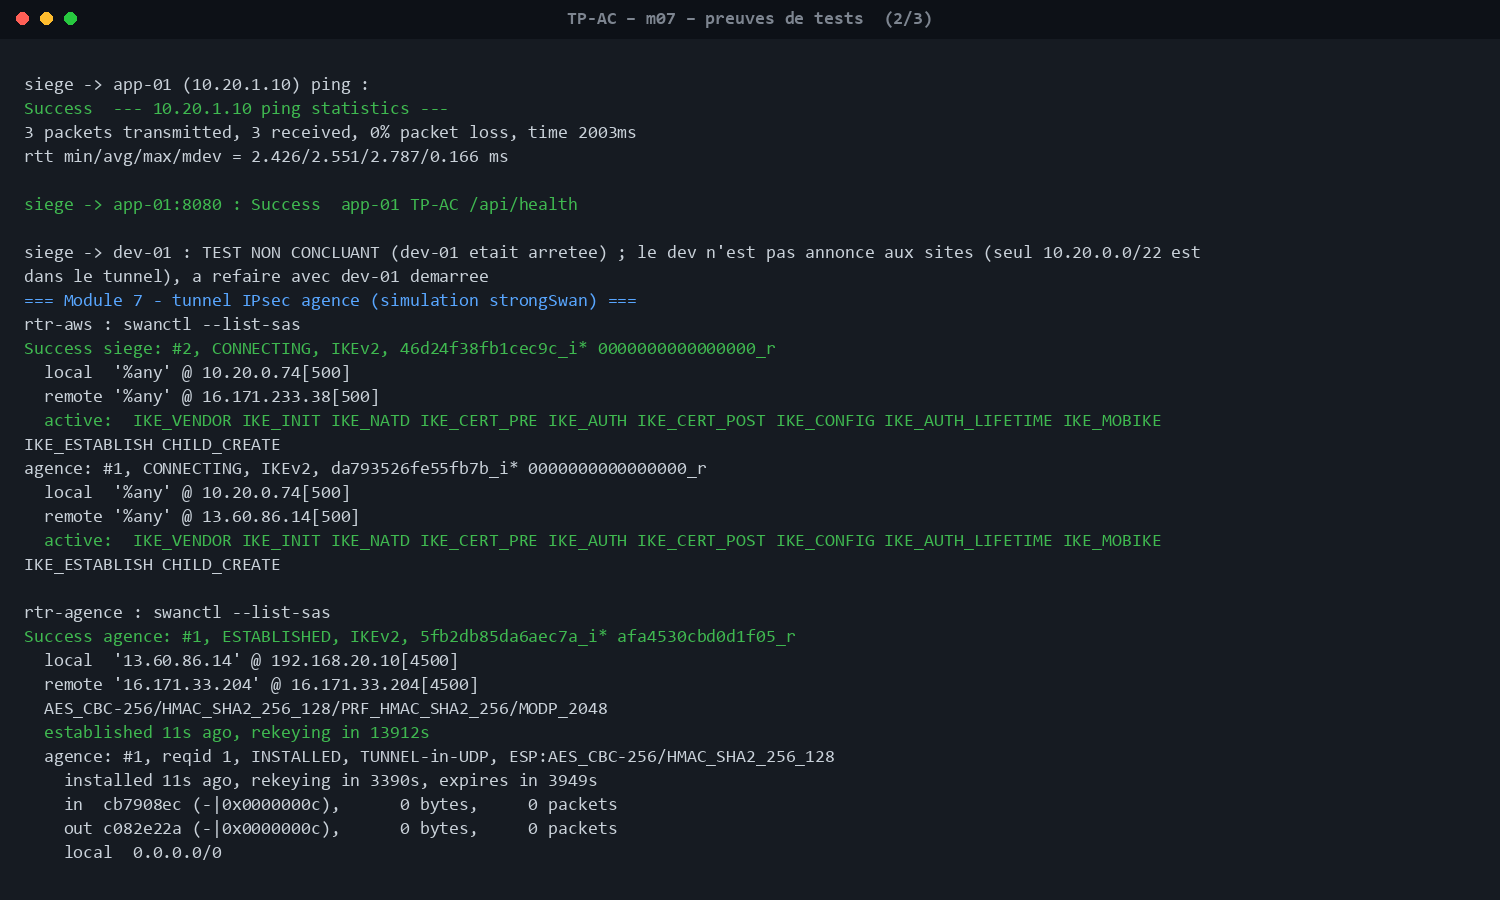 TP-AC – m07 – preuves de tests  (2/3)
siege -> app-01 (10.20.1.10) ping :
Success  --- 10.20.1.10 ping statistics ---
3 packets transmitted, 3 received, 0% packet loss, time 2003ms
rtt min/avg/max/mdev = 2.426/2.551/2.787/0.166 ms
siege -> app-01:8080 : Success  app-01 TP-AC /api/health
siege -> dev-01 : TEST NON CONCLUANT (dev-01 etait arretee) ; le dev n'est pas annonce aux sites (seul 10.20.0.0/22 est
dans le tunnel), a refaire avec dev-01 demarree
=== Module 7 - tunnel IPsec agence (simulation strongSwan) ===
rtr-aws : swanctl --list-sas
Success siege: #2, CONNECTING, IKEv2, 46d24f38fb1cec9c_i* 0000000000000000_r
  local  '%any' @ 10.20.0.74[500]
  remote '%any' @ 16.171.233.38[500]
  active:  IKE_VENDOR IKE_INIT IKE_NATD IKE_CERT_PRE IKE_AUTH IKE_CERT_POST IKE_CONFIG IKE_AUTH_LIFETIME IKE_MOBIKE
IKE_ESTABLISH CHILD_CREATE
agence: #1, CONNECTING, IKEv2, da793526fe55fb7b_i* 0000000000000000_r
  local  '%any' @ 10.20.0.74[500]
  remote '%any' @ 13.60.86.14[500]
  active:  IKE_VENDOR IKE_INIT IKE_NATD IKE_CERT_PRE IKE_AUTH IKE_CERT_POST IKE_CONFIG IKE_AUTH_LIFETIME IKE_MOBIKE
IKE_ESTABLISH CHILD_CREATE
rtr-agence : swanctl --list-sas
Success agence: #1, ESTABLISHED, IKEv2, 5fb2db85da6aec7a_i* afa4530cbd0d1f05_r
  local  '13.60.86.14' @ 192.168.20.10[4500]
  remote '16.171.33.204' @ 16.171.33.204[4500]
  AES_CBC-256/HMAC_SHA2_256_128/PRF_HMAC_SHA2_256/MODP_2048
  established 11s ago, rekeying in 13912s
  agence: #1, reqid 1, INSTALLED, TUNNEL-in-UDP, ESP:AES_CBC-256/HMAC_SHA2_256_128
    installed 11s ago, rekeying in 3390s, expires in 3949s
    in  cb7908ec (-|0x0000000c),      0 bytes,     0 packets
    out c082e22a (-|0x0000000c),      0 bytes,     0 packets
    local  0.0.0.0/0